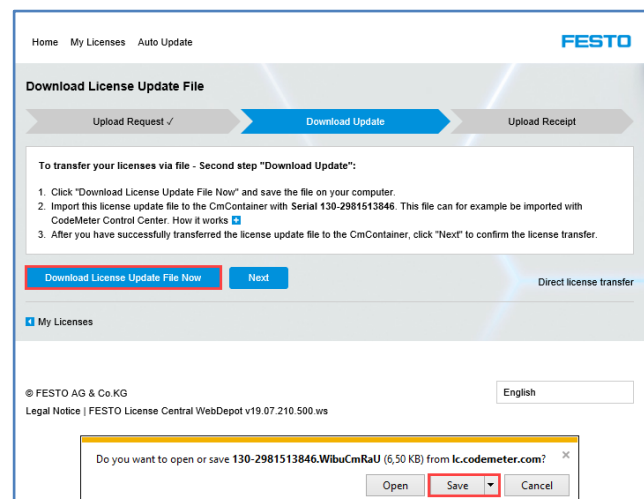 Home My Licenses Auto Update
FESTO
Download License Update File
Upload Request ✓ Download Update Upload Receipt
To transfer your licenses via file - Second step "Download Update":
1. Click "Download License Update File Now" and save the file on your computer.
2. Import this license update file to the CmContainer with Serial 130-2981513846. This file can for example be imported with
CodeMeter Control Center. How it works
3. After you have successfully transferred the license update file to the CmContainer, click "Next" to confirm the license transfer.
Download License Update File Now Next
Direct license transfer
My Licenses
© FESTO AG & Co.KG
English
Legal Notice | FESTO License Central WebDepot v19.07.210.500.ws
Do you want to open or save 130-2981513846.WibuCmRaU (6,50 KB) from lc.codemeter.com? ×
Open Save Cancel